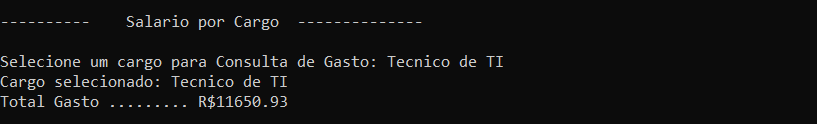 ----------    Salario por Cargo  --------------
Selecione um cargo para Consulta de Gasto: Tecnico de TI
Cargo selecionado: Tecnico de TI
Total Gasto ......... R$11650.93